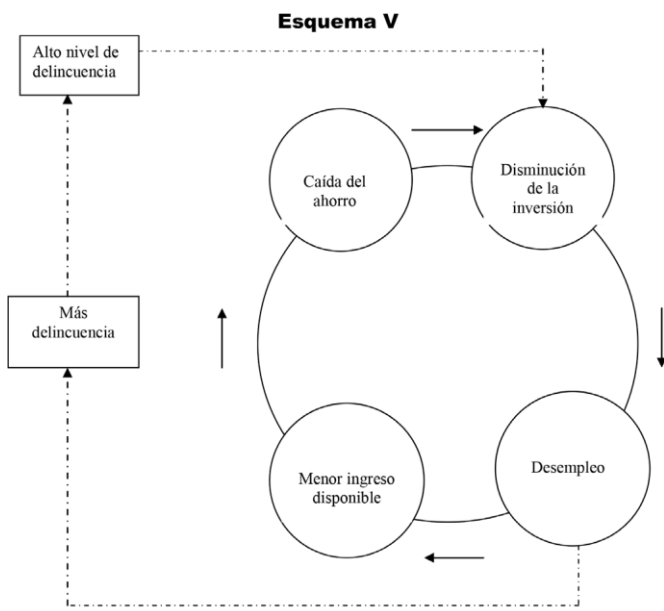 Esquema V
Alto nivel de
delincuencia
Caída del
ahorro
Disminución
de la
inversión
Más
delincuencia
Menor ingreso
disponible
Desempleo